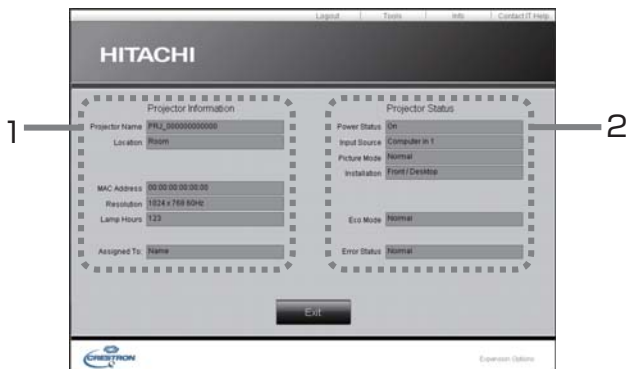 Logout Tools Info Contact IT Help
HITACHI
1
Projector Information
Projector Name PRJ_000000000000
Location Room
MAC Address 00:00:00:00:00:00
Resolution 1024 x 768 60Hz
Lamp Hours 123
Assigned To: Name
2
Projector Status
Power Status On
Input Source Computer in 1
Picture Mode Normal
Installation Front / Desktop
Eco Mode Normal
Error Status Normal
Exit
CRESTRON
Expansion Options